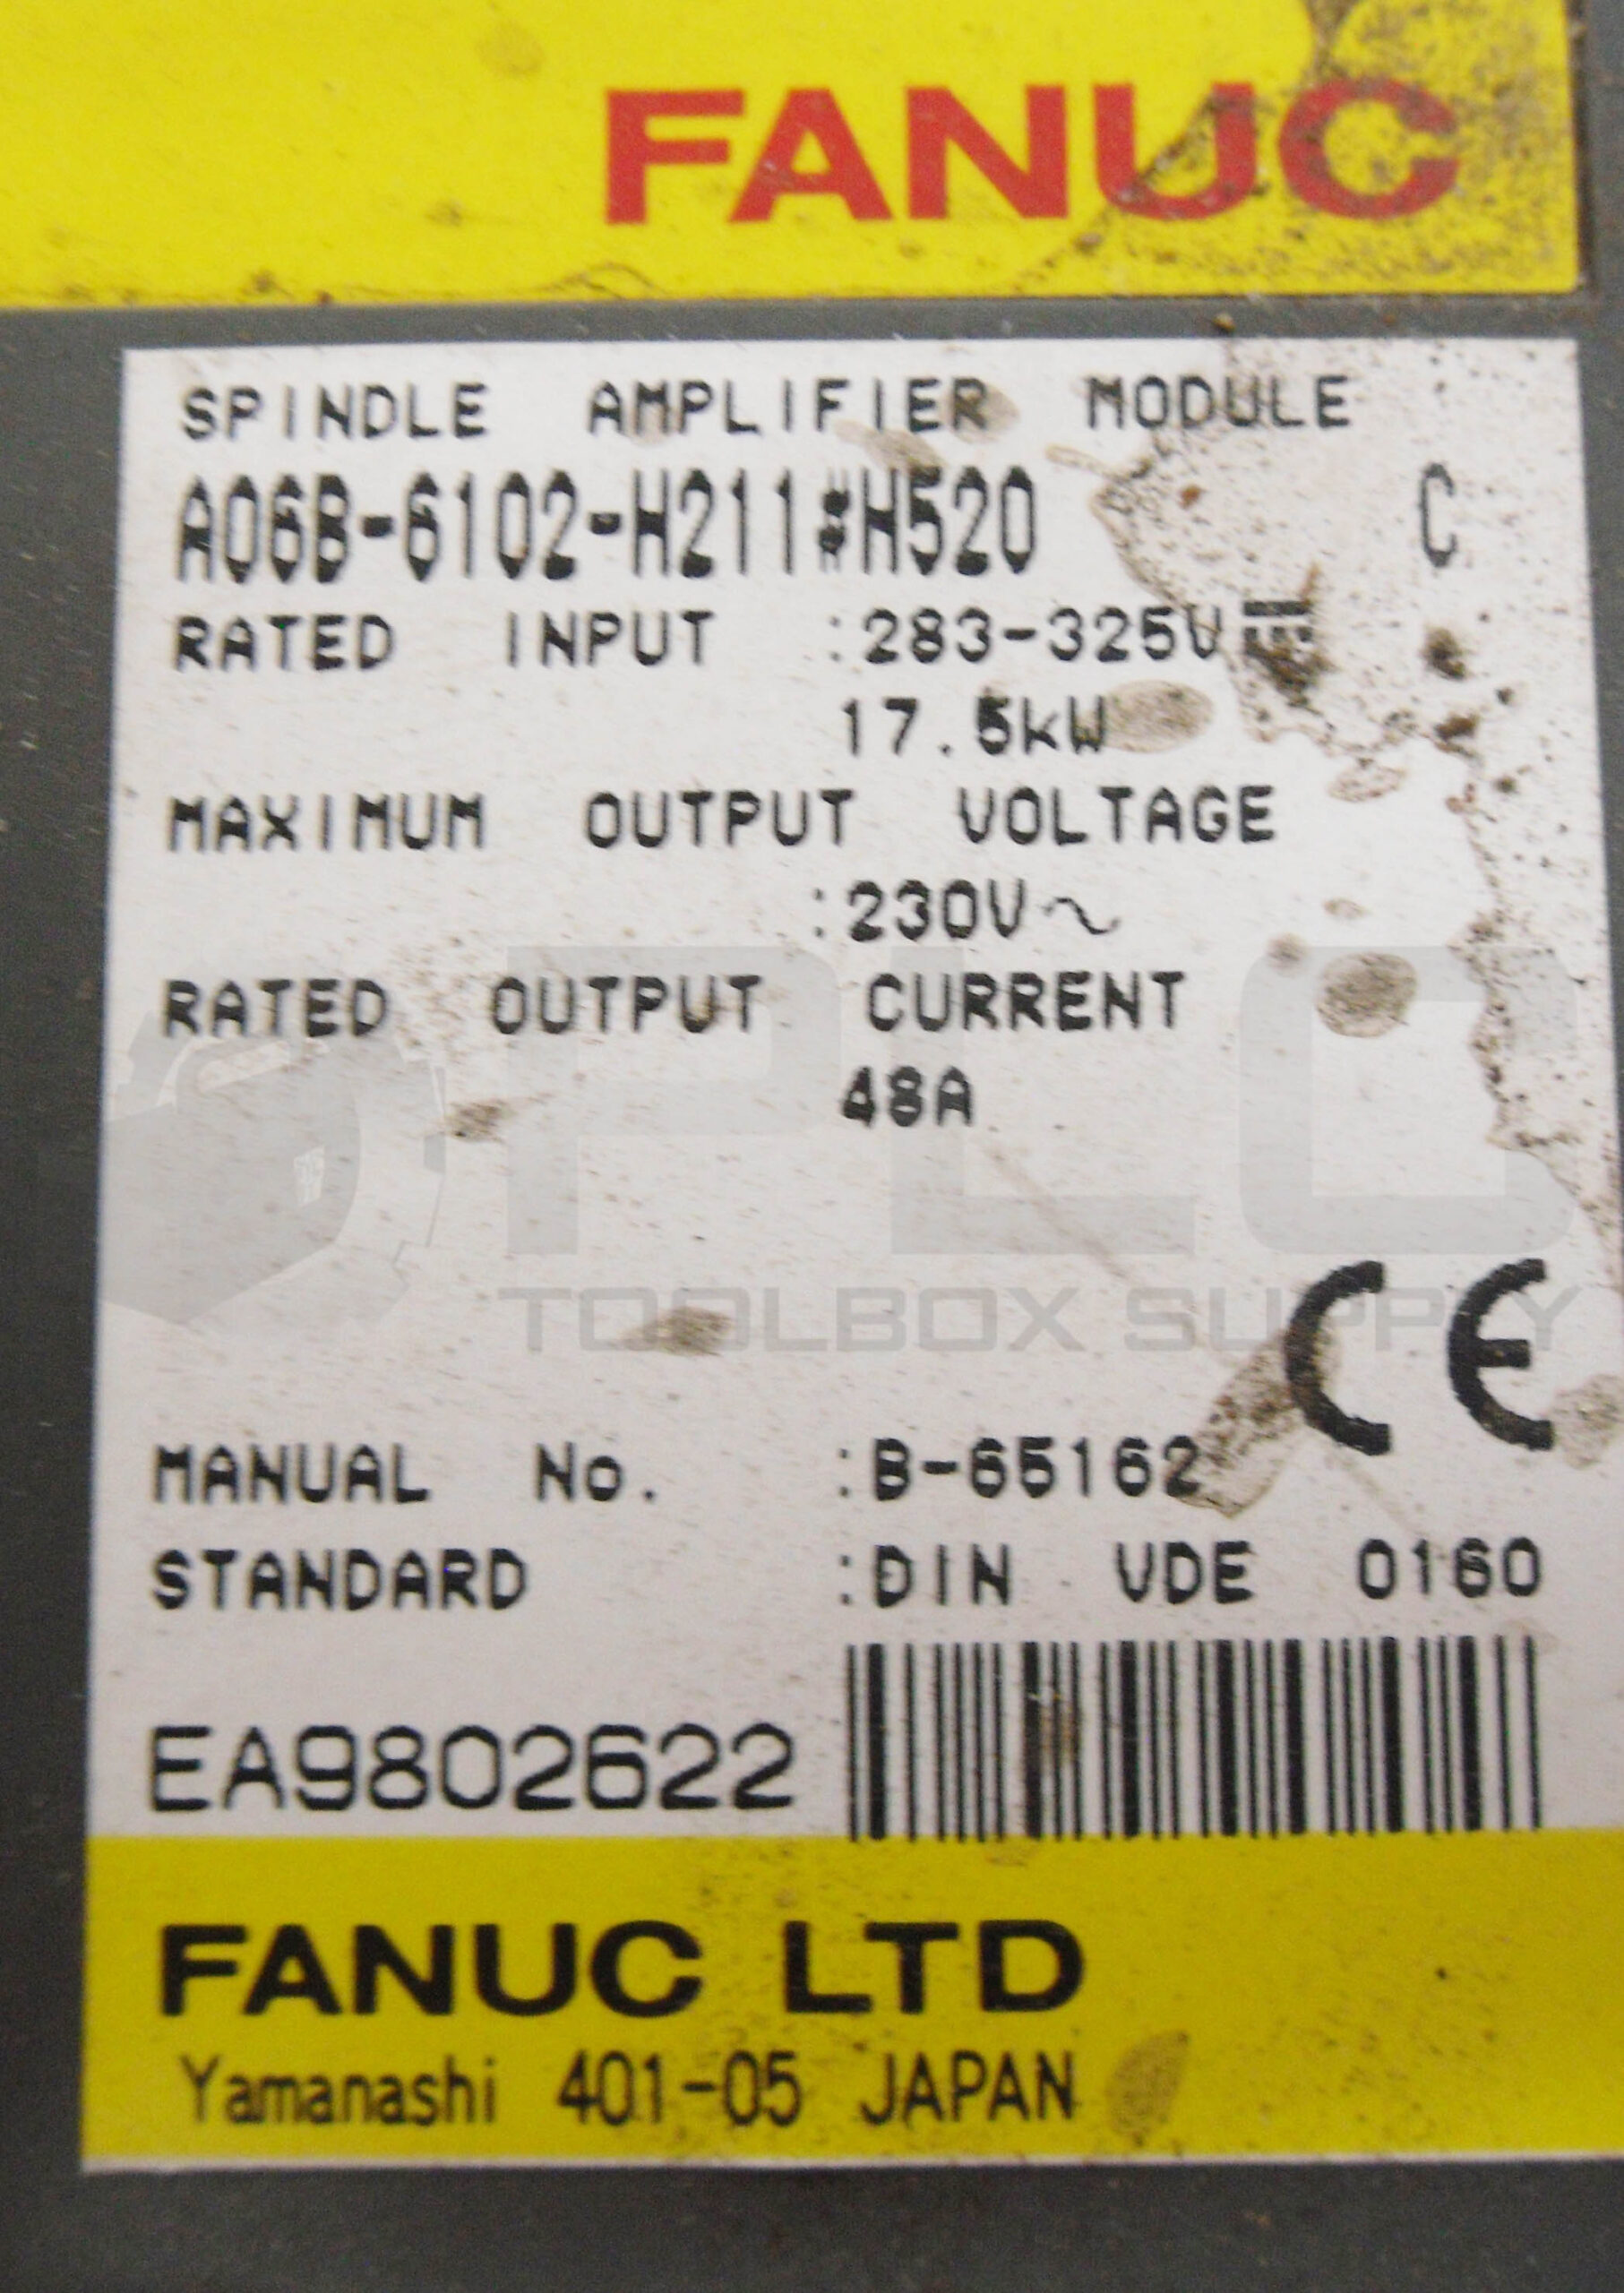 FANUC
SPINDLE AMPLIFIER MODULE
A06B-6102-H211#H520 C
RATED INPUT :283-325V⎓
17.5kW
MAXIMUM OUTPUT VOLTAGE
:230V~
RATED OUTPUT CURRENT
48A
PLC
TOOLBOX SUPPLY
CE
MANUAL No. :B-65162
STANDARD :DIN VDE 0160
EA9802622
FANUC LTD
Yamanashi 401-05 JAPAN